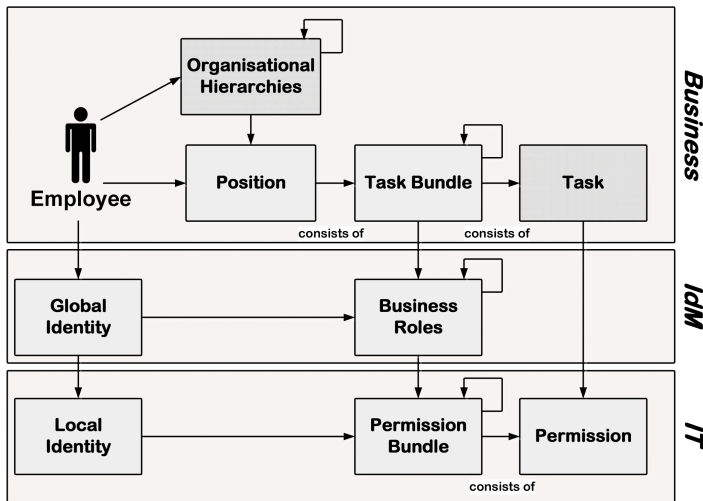 Organisational
Hierarchies
Business
Employee
Position
Task Bundle
Task
consists of
consists of
Global
Identity
Business
Roles
IdM
Local
Identity
Permission
Bundle
Permission
IT
consists of